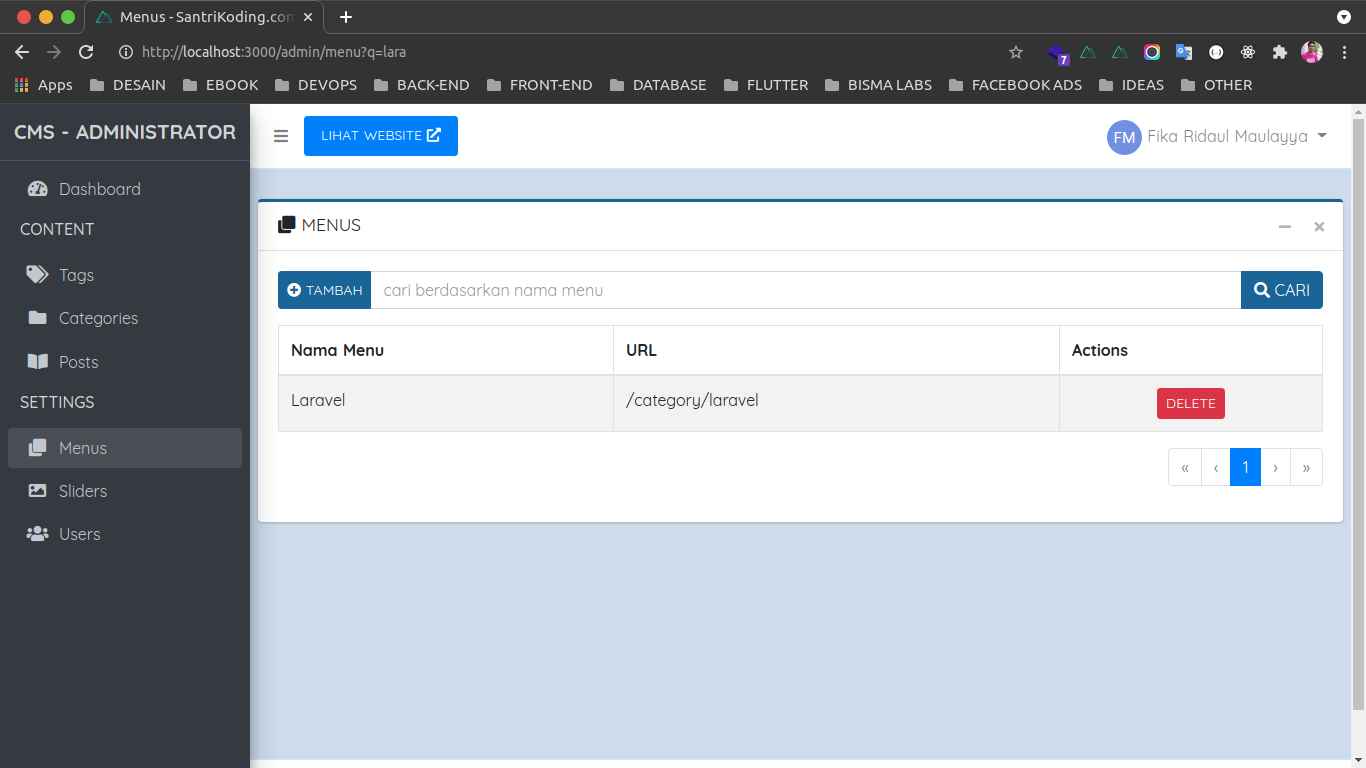 Menus - SantriKoding.com
http://localhost:3000/admin/menu?q=lara
7
Apps DESAIN EBOOK DEVOPS BACK-END FRONT-END DATABASE FLUTTER BISMA LABS FACEBOOK ADS IDEAS OTHER
CMS - ADMINISTRATOR
Dashboard
CONTENT
Tags
Categories
Posts
SETTINGS
Menus
Sliders
Users
LIHAT WEBSITE
FM Fika Ridaul Maulayya
MENUS
TAMBAH cari berdasarkan nama menu CARI
Nama Menu URL Actions
Laravel /category/laravel DELETE
« ‹ 1 › »